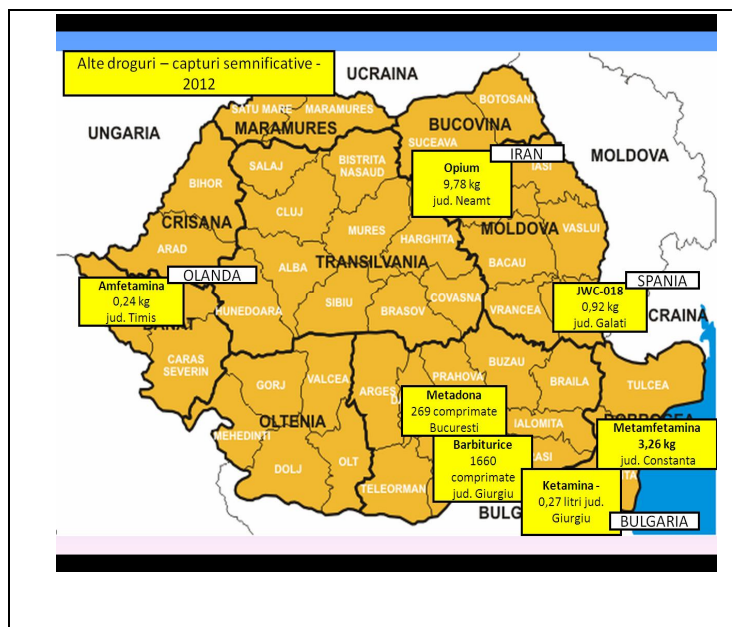 Alte droguri – capturi semnificative -
2012
UCRAINA
UNGARIA
SATU MARE
MARAMURES
MARAMURES
BOTOSANI
BUCOVINA
SUCEAVA
IRAN
IASI
MOLDOVA
Opium
9,78 kg
jud. Neamt
SALAJ
BISTRITA
NASAUD
BIHOR
CLUJ
CRISANA
MURES
HARGHITA
MOLDOVA
VASLUI
ARAD
ALBA
TRANSILVANIA
BACAU
OLANDA
SPANIA
Amfetamina
0,24 kg
jud. Timis
JWC-018
0,92 kg
jud. Galati
HUNEDOARA
SIBIU
BRASOV
COVASNA
VRANCEA
CRAINA
CARAS
SEVERIN
GORJ
VALCEA
ARGES
PRAHOVA
BUZAU
BRAILA
TULCEA
Metadona
269 comprimate
Bucuresti
OLTENIA
MEHEDINTI
IALOMITA
Metamfetamina
3,26 kg
jud. Constanta
Barbiturice
1660
comprimate
jud. Giurgiu
RASI
DOLJ
OLT
TELEORMAN
Ketamina -
0,27 litri jud.
Giurgiu
BULG
BULGARIA